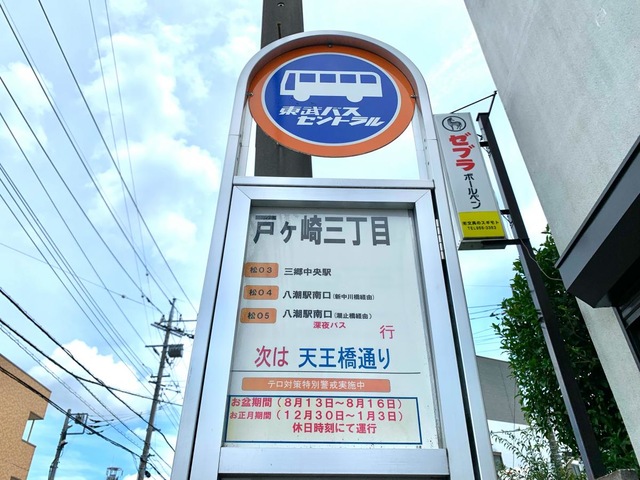 東武バス
セントラル
戸ヶ崎三丁目
松03 三郷中央駅
松04 八潮駅南口(新中川橋経由)
松05 八潮駅南口(潮止橋経由)
深夜バス
行
次は 天王橋通り
テロ対策特別警戒実施中
お盆期間(8月13日~8月16日)
お正月期間(12月30日~1月3日)
休日時刻にて運行
ゼブラ
ボールペン